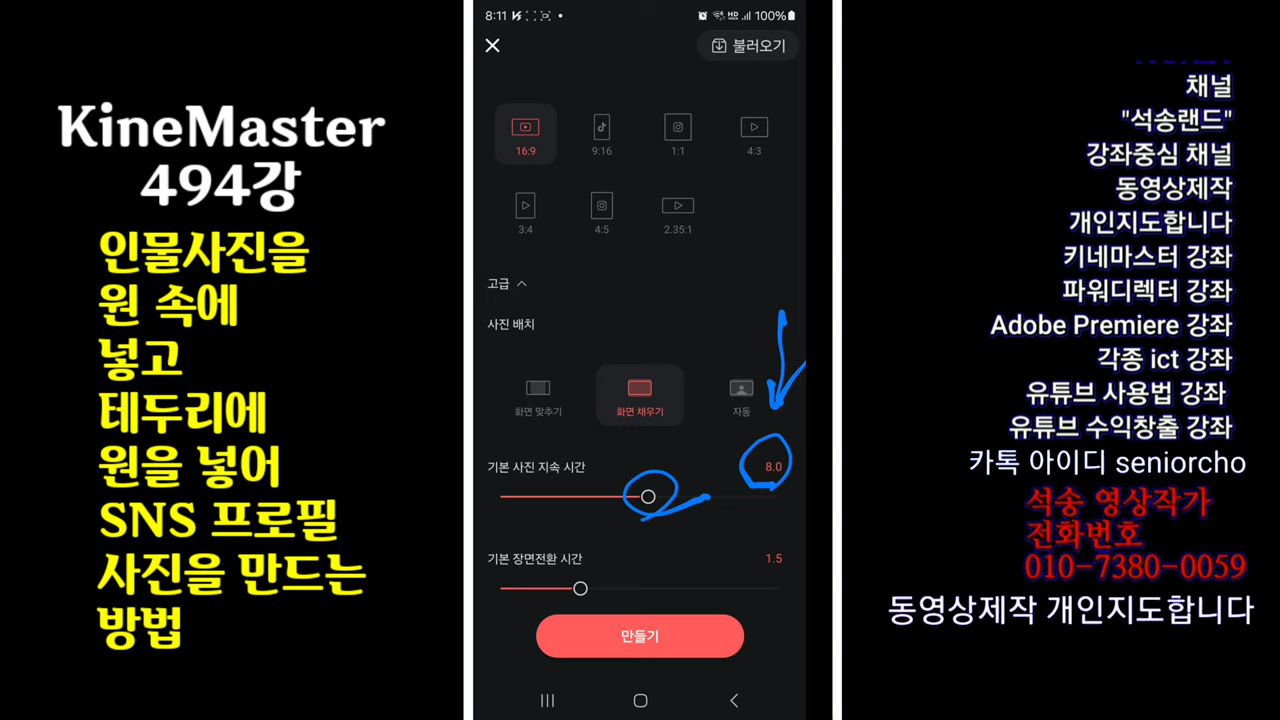 KineMaster
494강
인물사진을
원 속에
넣고
테두리에
원을 넣어
SNS 프로필
사진을 만드는
방법
8:11
HD
100%
불러오기
16:9
9:16
1:1
4:3
3:4
4:5
2.35:1
고급
사진 배치
화면 맞추기
화면 채우기
자동
기본 사진 지속 시간
8.0
기본 장면전환 시간
1.5
만들기
채널
"석송랜드"
강좌중심 채널
동영상제작
개인지도합니다
키네마스터 강좌
파워디렉터 강좌
Adobe Premiere 강좌
각종 ict 강좌
유튜브 사용법 강좌
유튜브 수익창출 강좌
카톡 아이디 seniorcho
석송 영상작가
전화번호
010-7380-0059
동영상제작 개인지도합니다